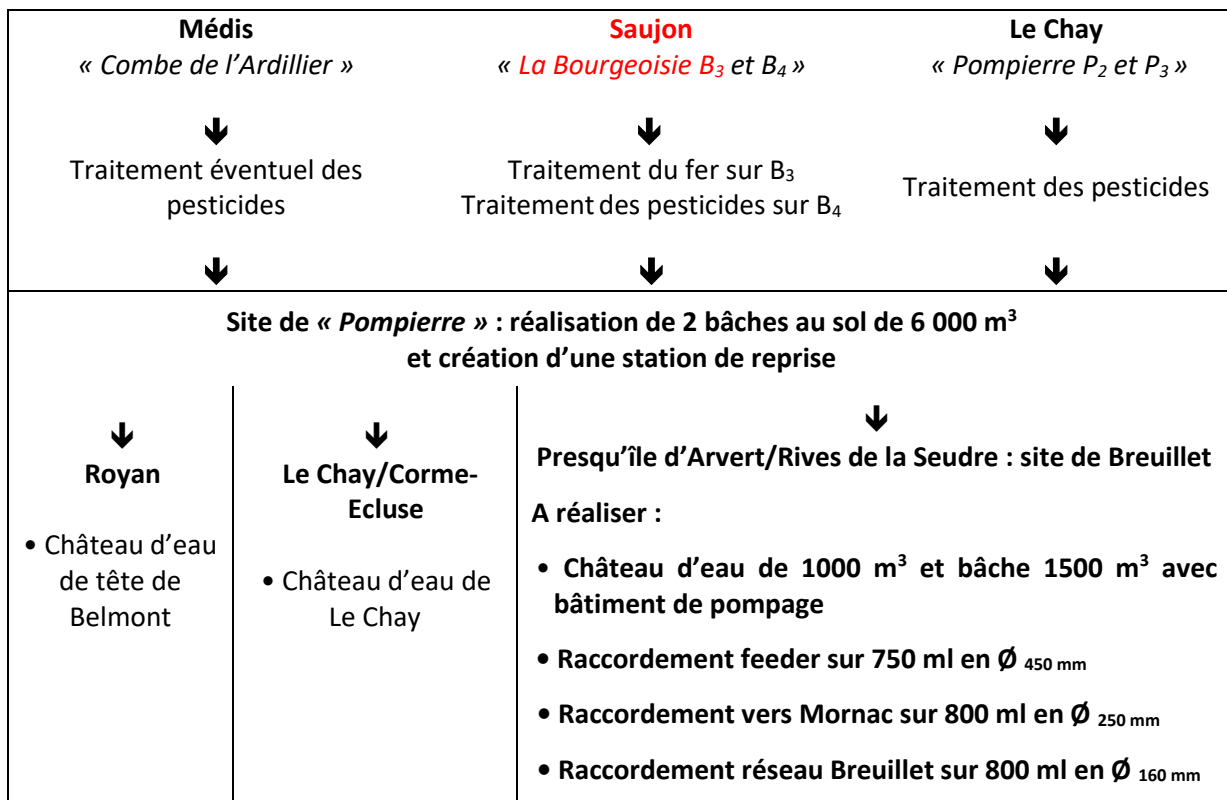 Médis
« Combe de l’Ardillier »
Traitement éventuel des
pesticides
Saujon
« La Bourgeoisie B3 et B4 »
Traitement du fer sur B3
Traitement des pesticides sur B4
Le Chay
« Pompierre P2 et P3 »
Traitement des pesticides
Site de « Pompierre » : réalisation de 2 bâches au sol de 6 000 m3
et création d’une station de reprise
Royan
• Château d’eau
de tête de
Belmont
Le Chay/Corme-
Ecluse
• Château d’eau de
Le Chay
Presqu’île d’Arvert/Rives de la Seudre : site de Breuillet
A réaliser :
• Château d’eau de 1000 m3 et bâche 1500 m3 avec
bâtiment de pompage
• Raccordement feeder sur 750 ml en Ø 450 mm
• Raccordement vers Mornac sur 800 ml en Ø 250 mm
• Raccordement réseau Breuillet sur 800 ml en Ø 160 mm